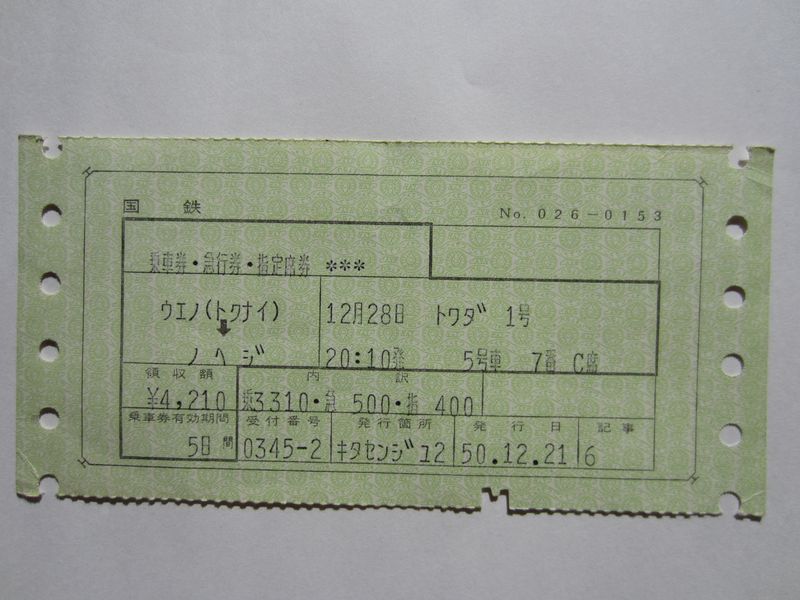 国鉄
No. 026-0153
乗車券・急行券・指定席券 ***
ウエノ(トクナイ)
⬇
ノヘジ
12月28日 トワダ 1号
20:10発 5号車 7番 C席
領収額 内訳
¥4,210 乗3310・急 500・指 400
乗車券有効期間 受付番号 発行箇所 発行日 記事
5日間 0345-2 キタセンジュ2 50.12.21 6